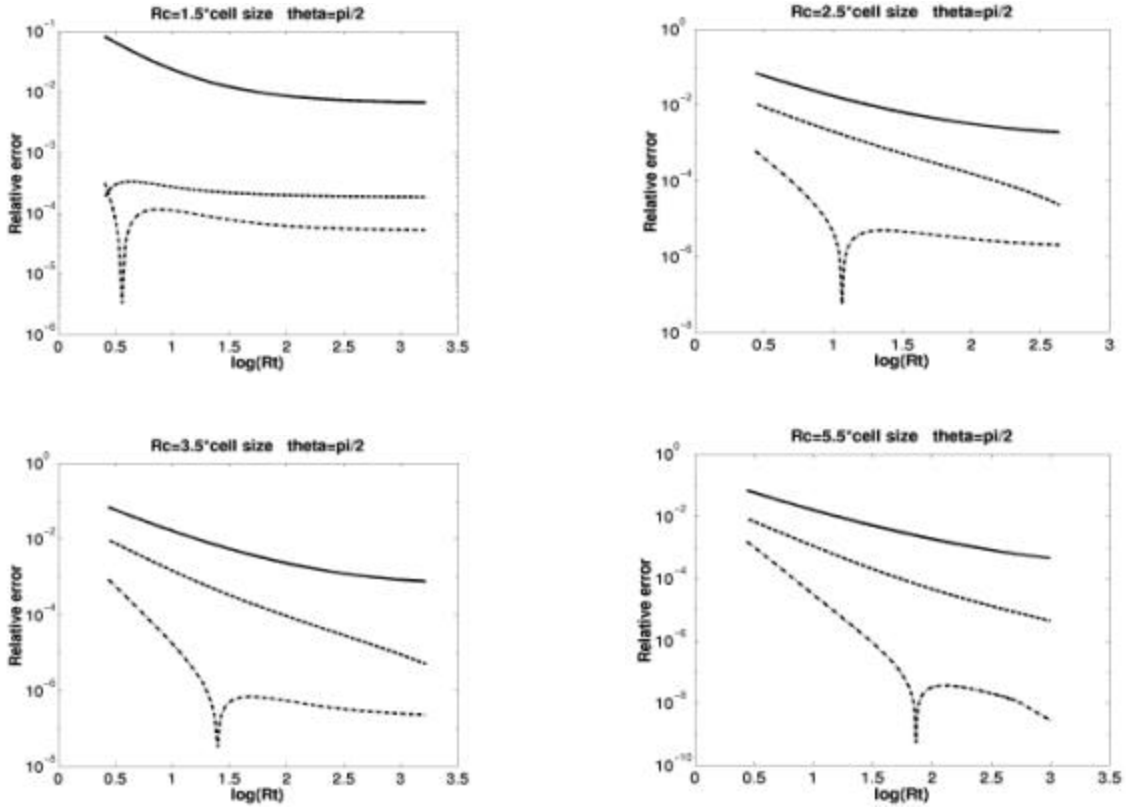 Rc=1.5*cell size theta=pi/2
Relative error
10^-1
10^-2
10^-3
10^-4
10^-5
10^-6
0 0.5 1 1.5 2 2.5 3 3.5
log(Rt)
Rc=2.5*cell size theta=pi/2
Relative error
10^0
10^-2
10^-4
10^-6
10^-8
0 0.5 1 1.5 2 2.5 3
log(Rt)
Rc=3.5*cell size theta=pi/2
Relative error
10^0
10^-2
10^-4
10^-6
10^-8
0 0.5 1 1.5 2 2.5 3 3.5
log(Rt)
Rc=5.5*cell size theta=pi/2
Relative error
10^0
10^-2
10^-4
10^-6
10^-8
10^-10
0 0.5 1 1.5 2 2.5 3 3.5
log(Rt)